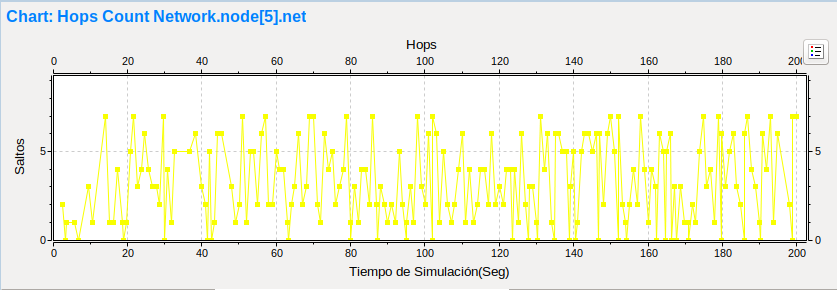 Chart: Hops Count Network.node[5].net
Hops
0 20 40 60 80 100 120 140 160 180 200
5 5
Saltos
0 0
0 20 40 60 80 100 120 140 160 180 200
Tiempo de Simulación(Seg)